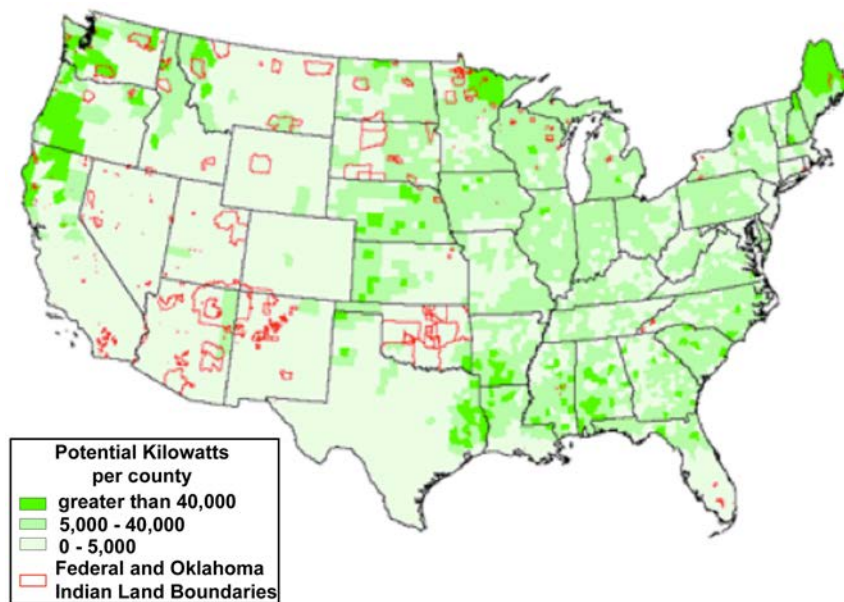 Potential Kilowatts
per county
greater than 40,000
5,000 - 40,000
0 - 5,000
Federal and Oklahoma
Indian Land Boundaries